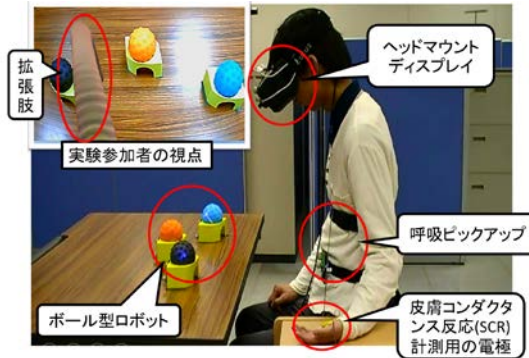 拡
張
肢
実験参加者の視点
ヘッドマウント
ディスプレイ
呼吸ピックアップ
ボール型ロボット
皮膚コンダクタ
ンス反応(SCR)
計測用の電極